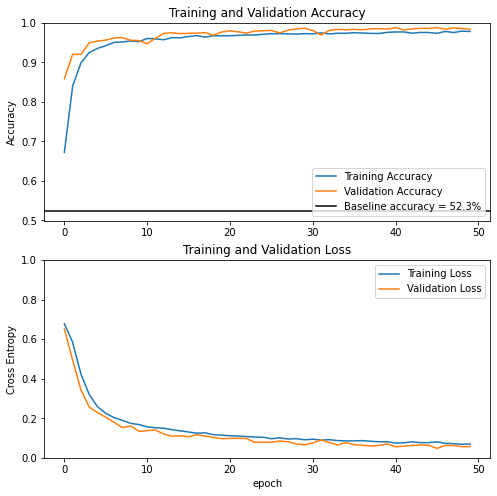 Training and Validation Accuracy
1.0
0.9
0.8
0.7
0.6
0.5
Accuracy
Training Accuracy
Validation Accuracy
Baseline accuracy = 52.3%
0 10 20 30 40 50
Training and Validation Loss
1.0
0.8
0.6
0.4
0.2
0.0
Cross Entropy
Training Loss
Validation Loss
0 10 20 30 40 50
epoch